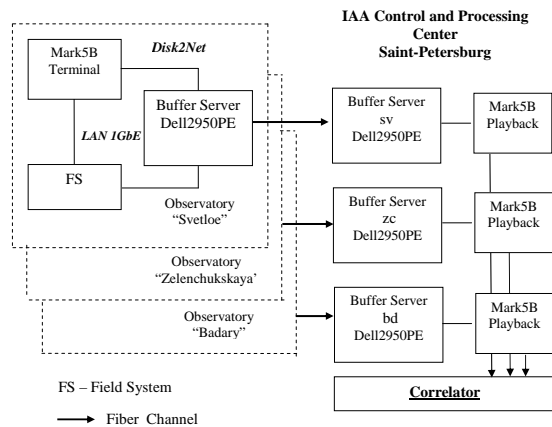 Disk2Net
Mark5B
Terminal
Buffer Server
Dell2950PE
LAN 1GbE
FS
Observatory
“Svetloe”
Observatory
“Zelenchukskaya’
Observatory
“Badary”
FS – Field System
Fiber Channel
IAA Control and Processing
Center
Saint-Petersburg
Buffer Server
sv
Dell2950PE
Mark5B
Playback
Buffer Server
zc
Dell2950PE
Mark5B
Playback
Buffer Server
bd
Dell2950PE
Mark5B
Playback
Correlator